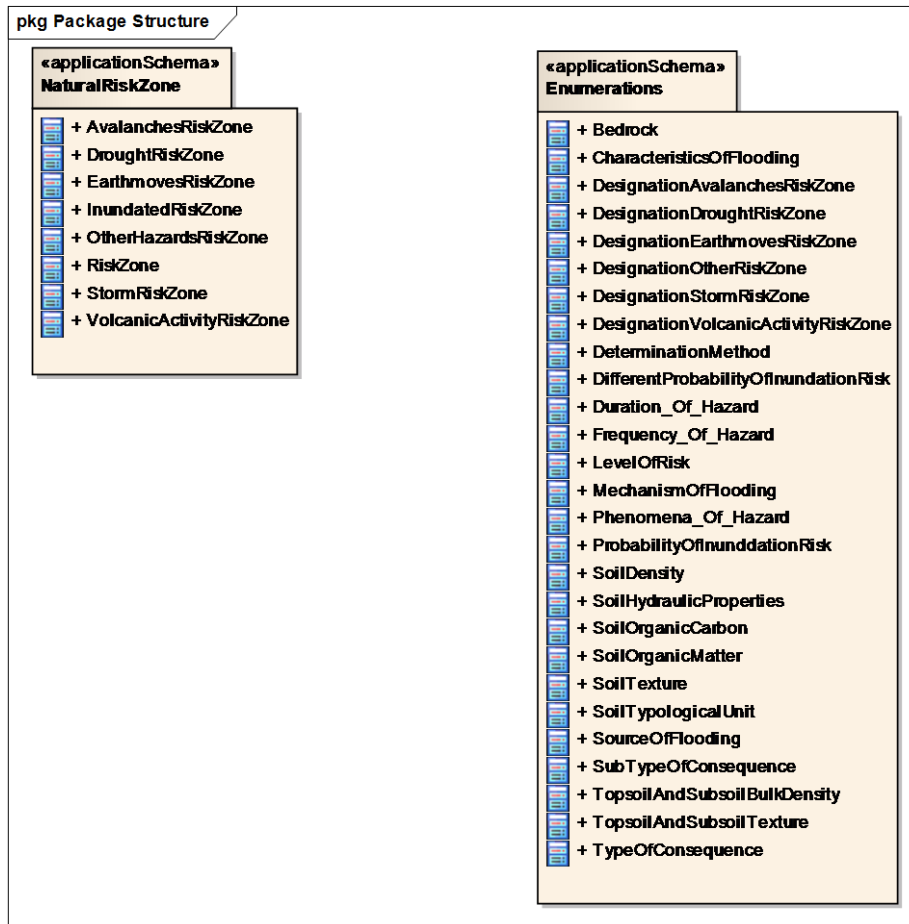 pkg Package Structure
«applicationSchema»
NaturalRiskZone
+ AvalanchesRiskZone
+ DroughtRiskZone
+ EarthmovesRiskZone
+ InundatedRiskZone
+ OtherHazardsRiskZone
+ RiskZone
+ StormRiskZone
+ VolcanicActivityRiskZone
«applicationSchema»
Enumerations
+ Bedrock
+ CharacteristicsOfFlooding
+ DesignationAvalanchesRiskZone
+ DesignationDroughtRiskZone
+ DesignationEarthmovesRiskZone
+ DesignationOtherRiskZone
+ DesignationStormRiskZone
+ DesignationVolcanicActivityRiskZone
+ DeterminationMethod
+ DifferentProbabilityOfInundationRisk
+ Duration_Of_Hazard
+ Frequency_Of_Hazard
+ LevelOfRisk
+ MechanismOfFlooding
+ Phenomena_Of_Hazard
+ ProbabilityOfInunddationRisk
+ SoilDensity
+ SoilHydraulicProperties
+ SoilOrganicCarbon
+ SoilOrganicMatter
+ SoilTexture
+ SoilTypologicalUnit
+ SourceOfFlooding
+ SubTypeOfConsequence
+ TopsoilAndSubsoilBulkDensity
+ TopsoilAndSubsoilTexture
+ TypeOfConsequence